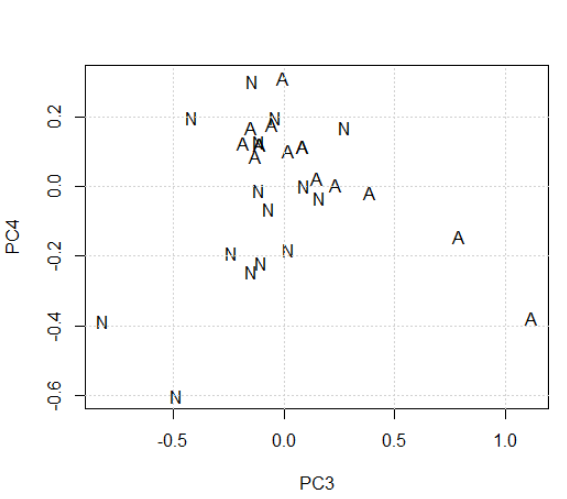 N A
N N N
A A
A N A A A
A
A
N N A A
N A
N
N N A
N N
N A
N
0.2
0.0
-0.2
-0.4
-0.6
PC4
-0.5 0.0 0.5 1.0
PC3